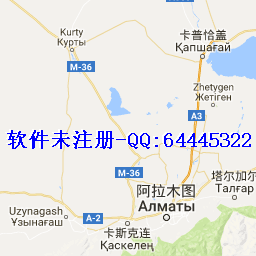 Kurty
Курты
卡普恰盖
Қапшағай
M-36
Zhetygen
Жетіген
A3
软件未注册-QQ:64445322
M-36
阿拉木图
Алматы
塔尔加尔
Талғар
Uzynagash
Ұзынағаш
A-2
卡斯克连
Қаскелең